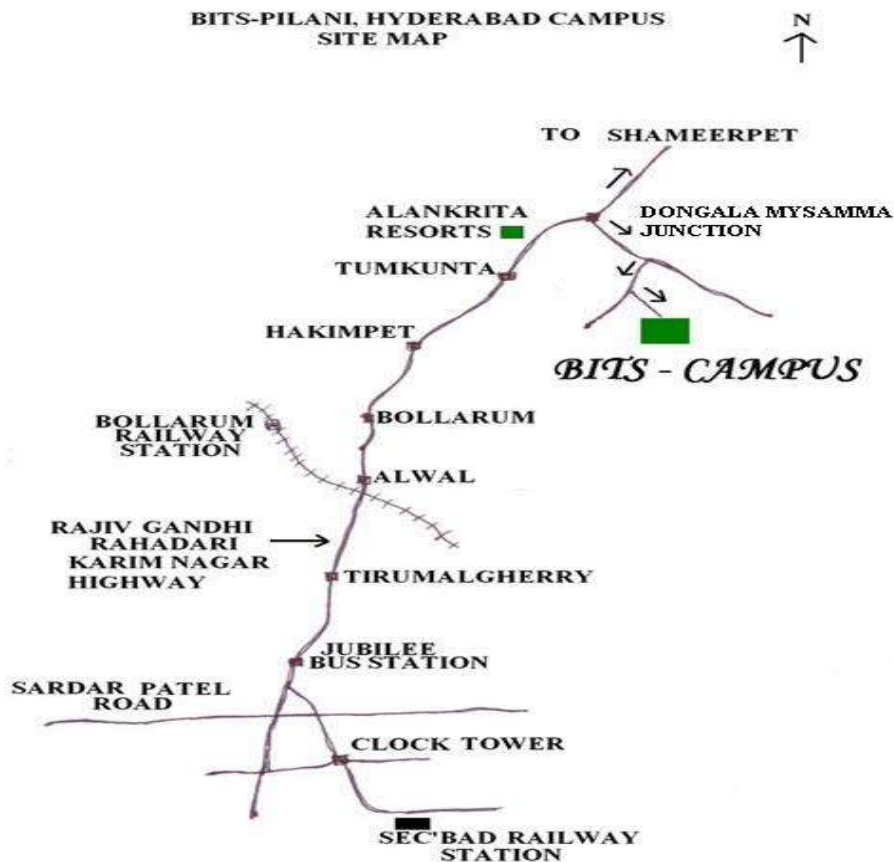 BITS-PILANI, HYDERABAD CAMPUS
SITE MAP
N
TO SHAMEERPET
ALANKRITA
RESORTS
DONGALA MYSAMMA
JUNCTION
TUMKUNTA
HAKIMPET
BITS - CAMPUS
BOLLARUM
RAILWAY
STATION
BOLLARUM
ALWAL
RAJIV GANDHI
RAHADARI
KARIM NAGAR
HIGHWAY
TIRUMALGHERRY
JUBILEE
BUS STATION
SARDAR PATEL
ROAD
CLOCK TOWER
SEC'BAD RAILWAY
STATION